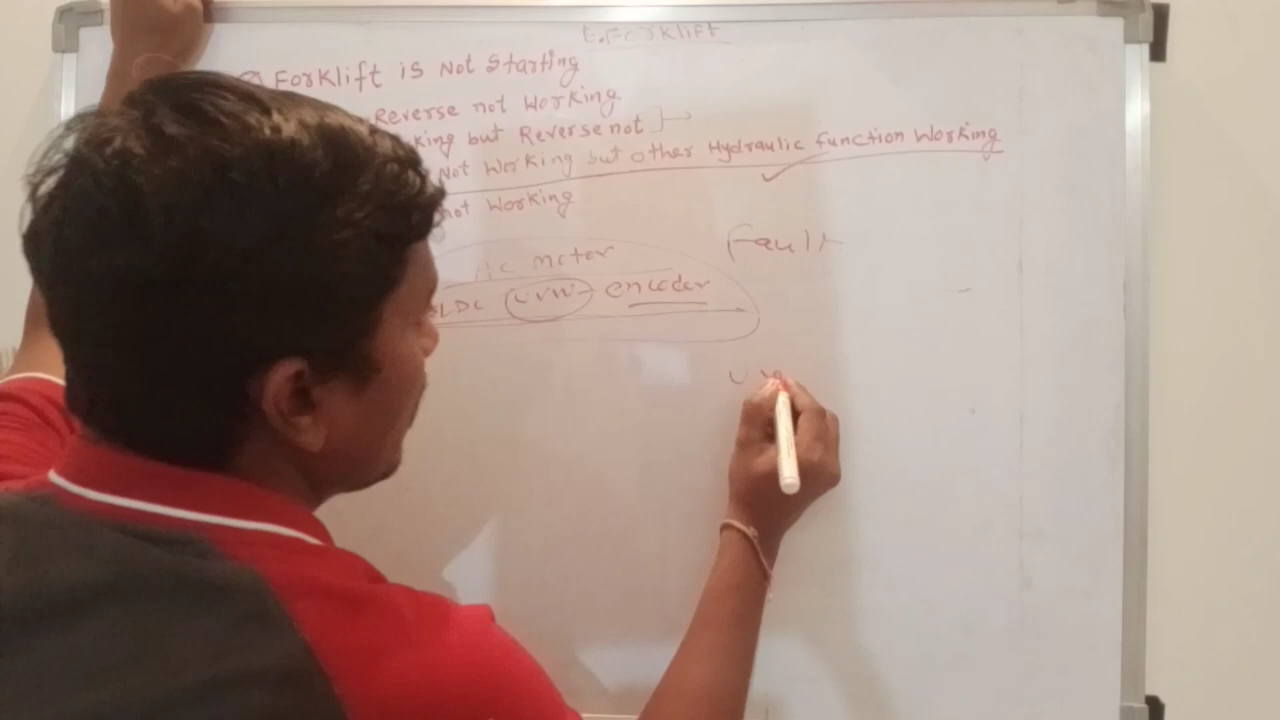 E.Forklift
Forklift is Not Starting
Reverse not Working
king but Reverse not
Not Working but other Hydraulic function Working
not Working
Fault
AC motor
LDC UVW encoder
U V